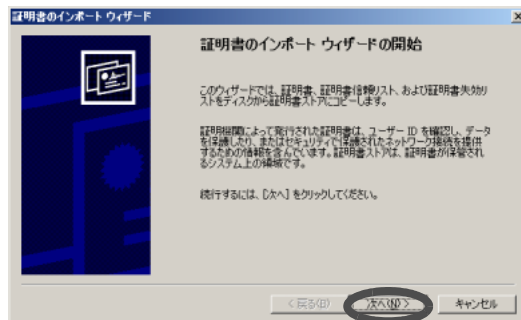 証明書のインポート ウィザード
証明書のインポート ウィザードの開始
このウィザードでは、証明書、証明書信頼リスト、および証明書失効リ
ストをディスクから証明書ストアにコピーします。
証明機関によって発行された証明書は、ユーザー ID を確認し、データ
を保護したり、またはセキュリティで保護されたネットワーク接続を提供
するための情報を含んでいます。証明書ストアは、証明書が保管され
るシステム上の領域です。
続行するには、[次へ] をクリックしてください。
< 戻る(B) 次へ(N) > キャンセル